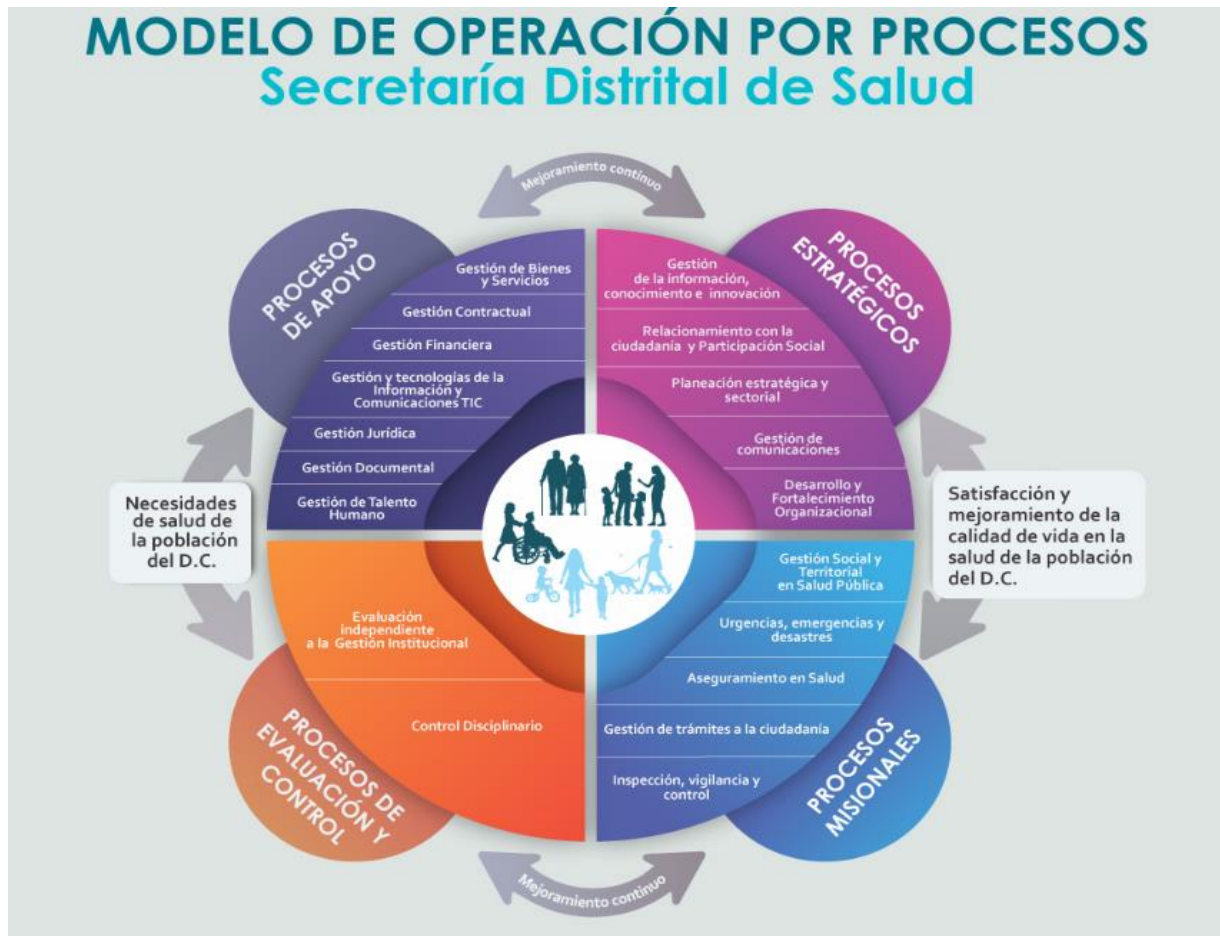 MODELO DE OPERACIÓN POR PROCESOS
Secretaría Distrital de Salud
Mejoramiento continuo
PROCESOS
DE APOYO
Gestión de Bienes
y Servicios
Gestión Contractual
Gestión Financiera
Gestión y tecnologías de la
Información y
Comunicaciones TIC
Gestión Jurídica
Gestión Documental
Gestión de Talento
Humano
PROCESOS
ESTRATÉGICOS
Gestión
de la información,
conocimiento e innovación
Relacionamiento con la
ciudadanía y Participación Social
Planeación estratégica y
sectorial
Gestión de
comunicaciones
Desarrollo y
Fortalecimiento
Organizacional
Necesidades
de salud de
la población
del D.C.
Satisfacción y
mejoramiento de la
calidad de vida en la
salud de la población
del D.C.
Evaluación
independiente
a la Gestión Institucional
Control Disciplinario
PROCESOS DE
EVALUACIÓN Y
CONTROL
Gestión Social y
Territorial
en Salud Pública
Urgencias, emergencias y
desastres
Aseguramiento en Salud
Gestión de trámites a la ciudadanía
Inspección, vigilancia y
control
PROCESOS
MISIONALES
Mejoramiento continuo